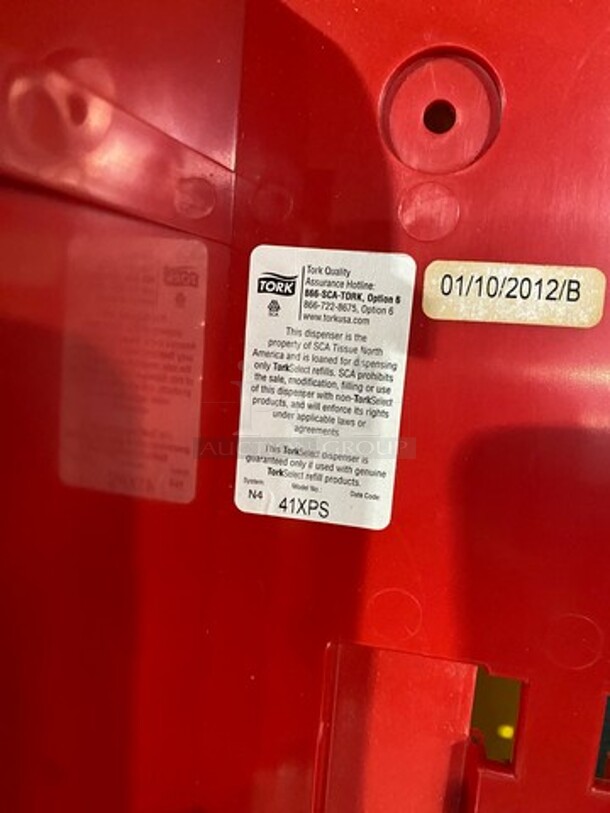 TORK
SCA
Tork Quality
Assurance Hotline:
866-SCA-TORK, Option 6
866-722-8675, Option 6
www.torkusa.com
This dispenser is the
property of SCA Tissue North
America and is loaned for dispensing
only TorkSelect refills. SCA prohibits
the sale, modification, filling or use
of this dispenser with non-TorkSelect
products, and will enforce its rights
under applicable laws or
agreements
This TorkSelect dispenser is
guaranteed only if used with genuine
TorkSelect refill products.
System: Model No.: Date Code:
N4 41XPS
01/10/2012/B
AUCTION GROUP